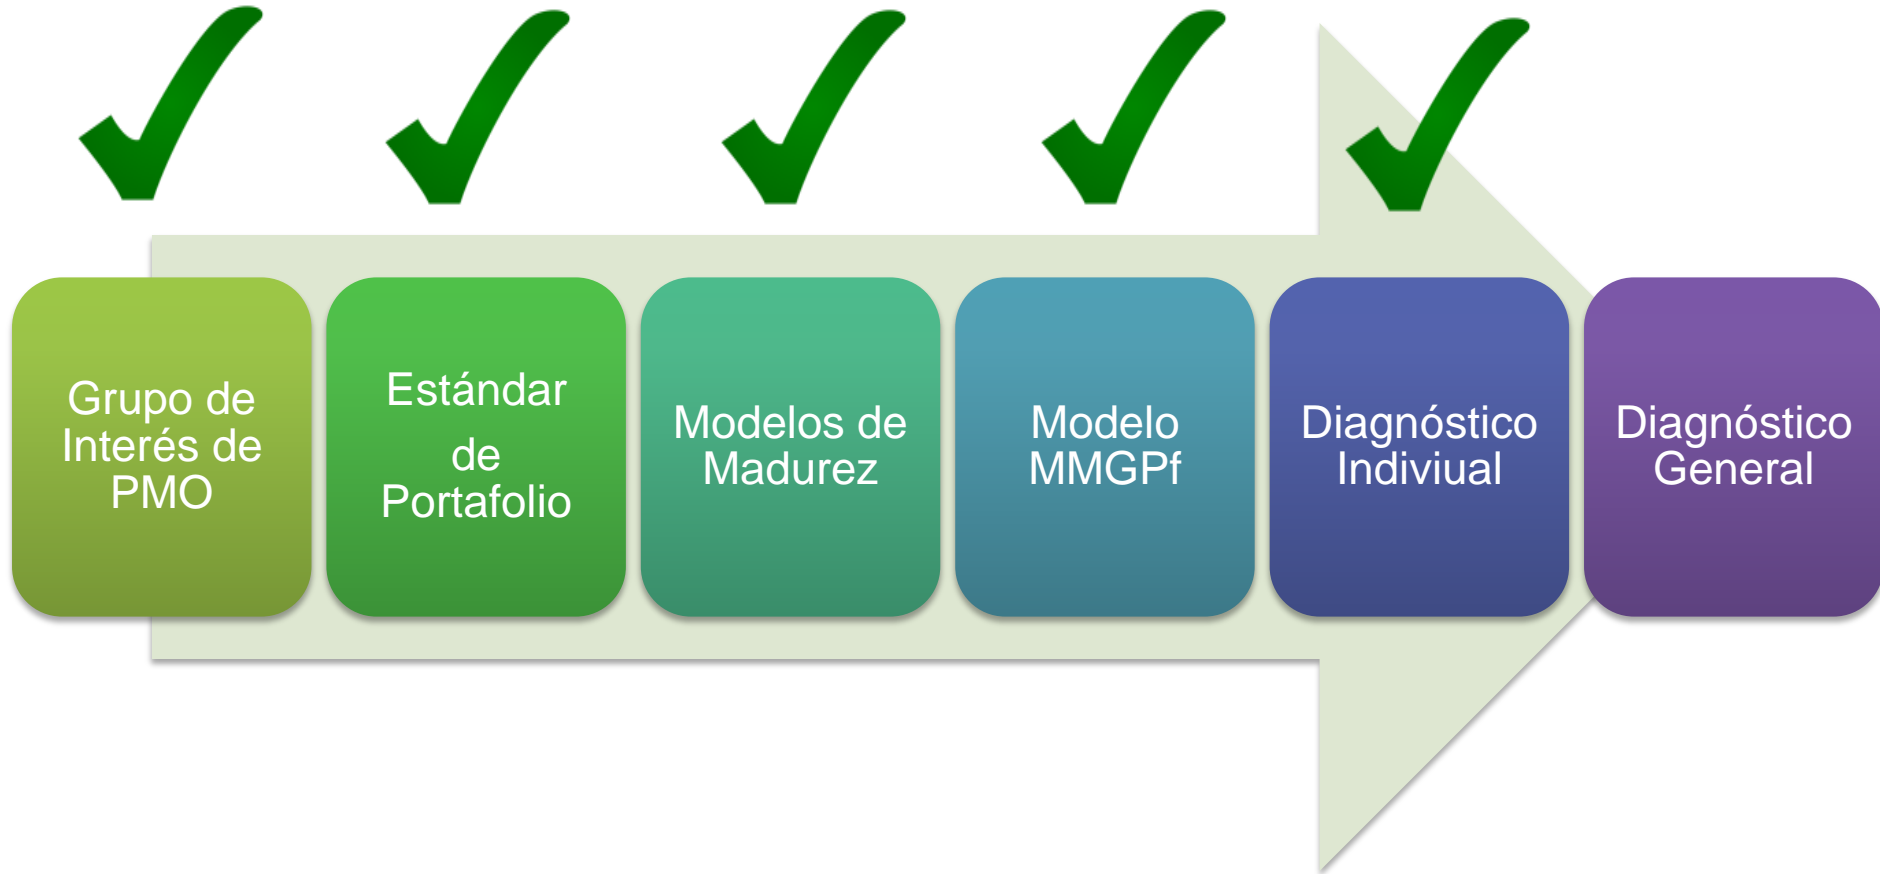 Grupo de
Interés de
PMO
Estándar
de
Portafolio
Modelos de
Madurez
Modelo
MMGPf
Diagnóstico
Indiviual
Diagnóstico
General